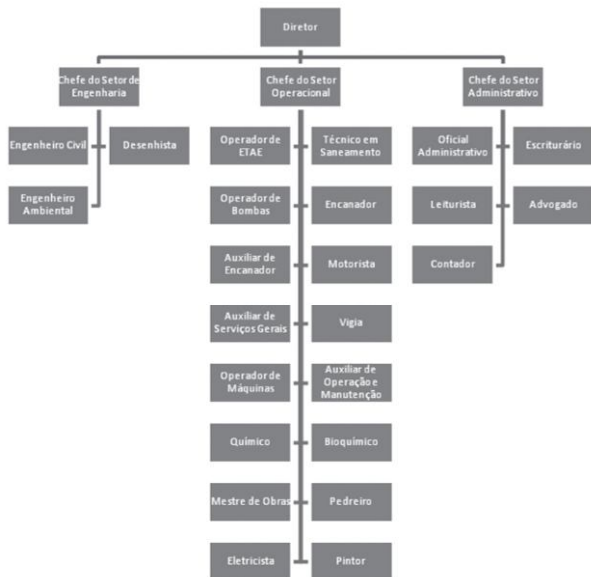 Diretor
Chefe do Setor de
Engenharia
Chefe do Setor
Operacional
Chefe do Setor
Administrativo
Engenheiro Civil
Desenhista
Engenheiro
Ambiental
Operador de
ETAE
Técnico em
Saneamento
Operador de
Bombas
Encanador
Auxiliar de
Encanador
Motorista
Auxiliar de
Serviços Gerais
Vigia
Operador de
Máquinas
Auxiliar de
Operação e
Manutenção
Químico
Bioquímico
Mestre de Obras
Pedreiro
Eletricista
Pintor
Oficial
Administrativo
Escriturário
Leiturista
Advogado
Contador